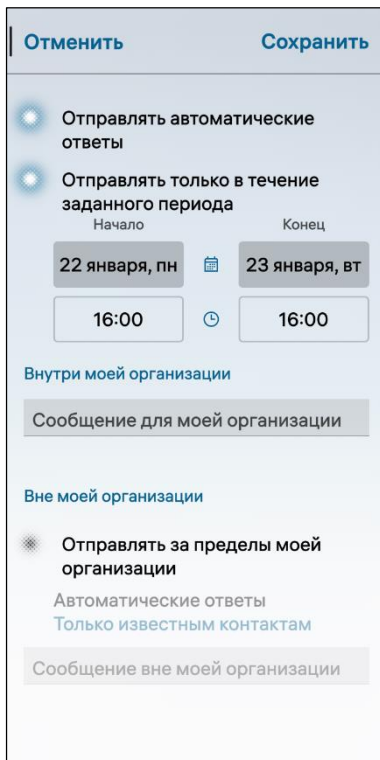 Отменить Сохранить
Отправлять автоматические
ответы
Отправлять только в течение
заданного периода
Начало Конец
22 января, пн 23 января, вт
16:00 16:00
Внутри моей организации
Сообщение для моей организации
Вне моей организации
Отправлять за пределы моей
организации
Автоматические ответы
Только известным контактам
Сообщение вне моей организации